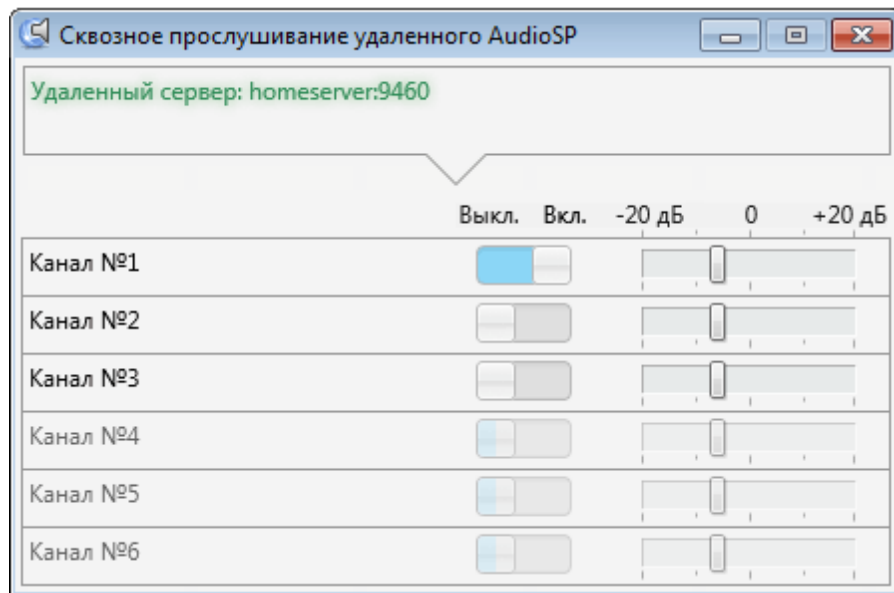 Сквозное прослушивание удаленного AudioSP
Удаленный сервер: homeserver:9460
Выкл. Вкл. -20 дБ 0 +20 дБ
Канал №1
Канал №2
Канал №3
Канал №4
Канал №5
Канал №6